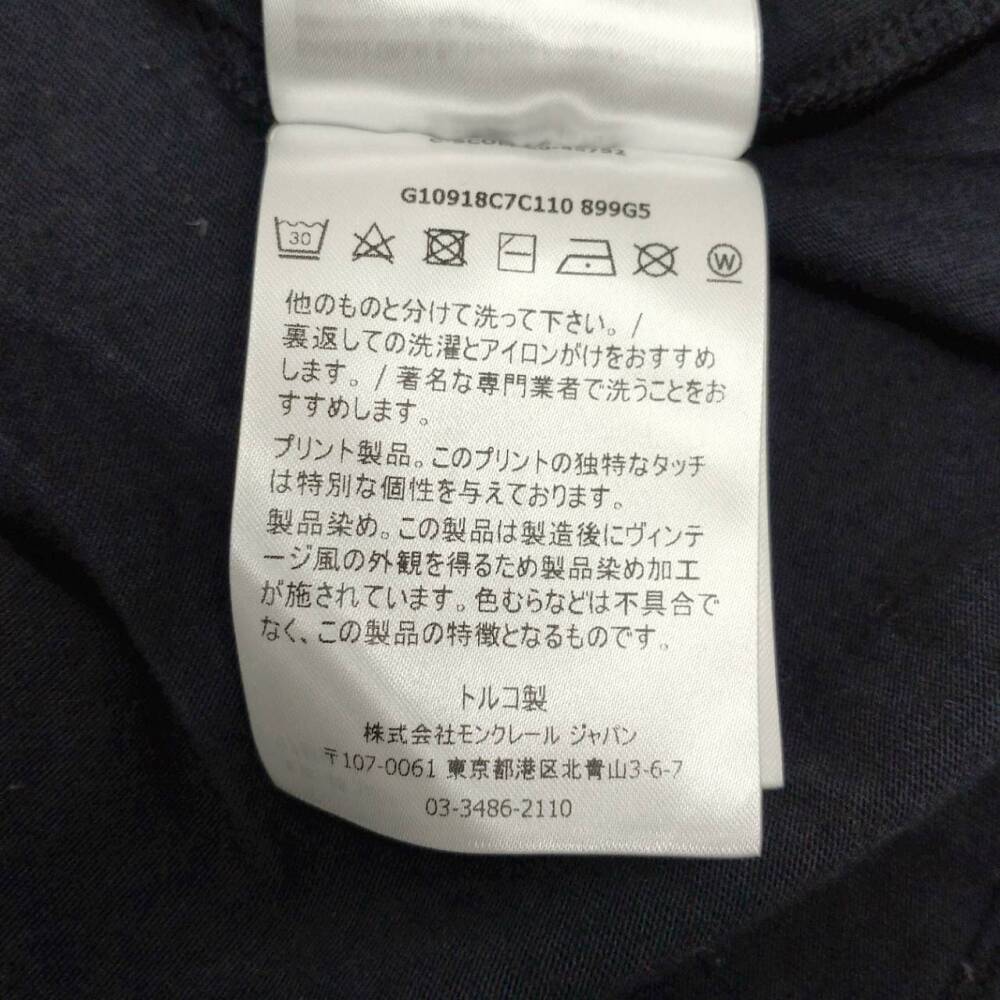 G10918C7C110 899G5
30
W
他のものと分けて洗って下さい。/
裏返しての洗濯とアイロンがけをおすすめ
します。/ 著名な専門業者で洗うことをお
すすめします。
プリント製品。このプリントの独特なタッチ
は特別な個性を与えております。
製品染め。この製品は製造後にヴィンテ
ージ風の外観を得るため製品染め加工
が施されています。色むらなどは不具合で
なく、この製品の特徴となるものです。
トルコ製
株式会社モンクレール ジャパン
〒107-0061 東京都港区北青山3-6-7
03-3486-2110